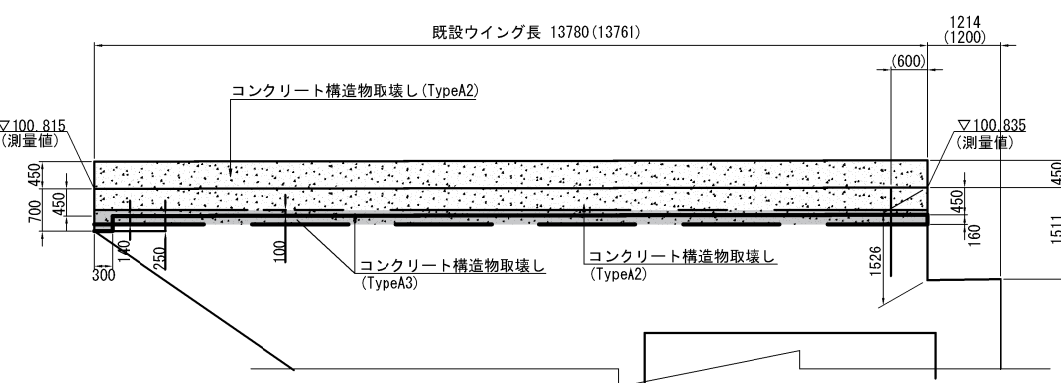 既設ウイング長 13780(13761)
1214
(1200)
(600)
コンクリート構造物取壊し(TypeA2)
▽100.815
(測量値)
▽100.835
(測量値)
450
700
450
450
450
160
1511
140
250
100
300
1526
コンクリート構造物取壊し
(TypeA3)
コンクリート構造物取壊し
(TypeA2)